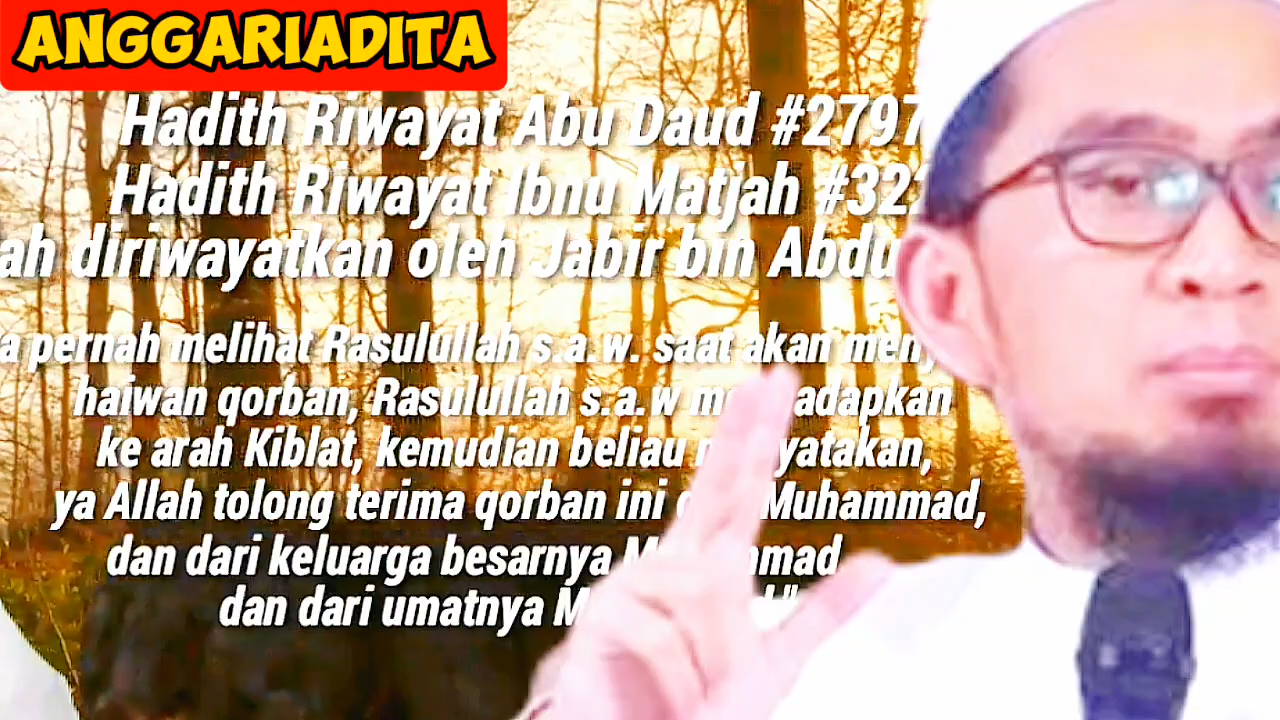 ANGGARIADITA
Hadith Riwayat Abu Daud #2797
Hadith Riwayat Ibnu Matjah
diriwayatkan oleh Jabir bin
pernah melihat Rasulullah s.a.w. saat akan
haiwan qorban, Rasulullah s.a.w
ke arah Kiblat, kemudian beliau
ya Allah tolong terima qorban ini Muhammad,
dan dari keluarga besarnya
dan dari umatnya